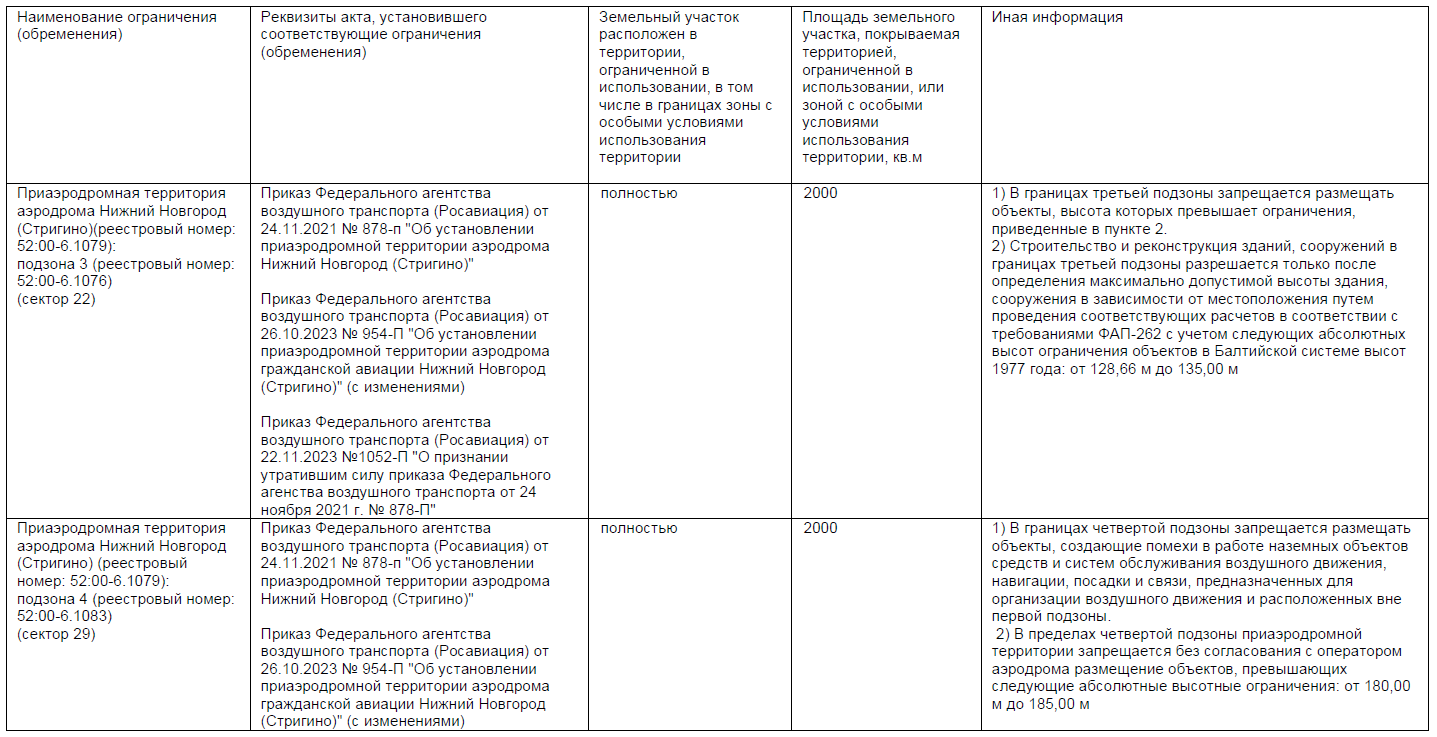 Наименование ограничения
(обременения)
Реквизиты акта, установившего
соответствующие ограничения
(обременения)
Земельный участок
расположен в
территории,
ограниченной в
использовании, в том
числе в границах зоны с
особыми условиями
использования
территории
Площадь земельного
участка, покрываемая
территорией,
ограниченной в
использовании, или
зоной с особыми
условиями
использования
территории, кв.м
Иная информация
Приаэродромная территория
аэродрома Нижний Новгород
(Стригино)(реестровый номер:
52:00-6.1079):
подзона 3 (реестровый номер:
52:00-6.1076)
(сектор 22)
Приказ Федерального агентства
воздушного транспорта (Росавиация) от
24.11.2021 № 878-п "Об установлении
приаэродромной территории аэродрома
Нижний Новгород (Стригино)"
Приказ Федерального агентства
воздушного транспорта (Росавиация) от
26.10.2023 № 954-П "Об установлении
приаэродромной территории аэродрома
гражданской авиации Нижний Новгород
(Стригино)" (с изменениями)
Приказ Федерального агентства
воздушного транспорта (Росавиация) от
22.11.2023 №1052-П "О признании
утратившим силу приказа Федерального
агенства воздушного транспорта от 24
ноября 2021 г. № 878-П"
полностью
2000
1) В границах третьей подзоны запрещается размещать
объекты, высота которых превышает ограничения,
приведенные в пункте 2.
2) Строительство и реконструкция зданий, сооружений в
границах третьей подзоны разрешается только после
определения максимально допустимой высоты здания,
сооружения в зависимости от местоположения путем
проведения соответствующих расчетов в соответствии с
требованиями ФАП-262 с учетом следующих абсолютных
высот ограничения объектов в Балтийской системе высот
1977 года: от 128,66 м до 135,00 м
Приаэродромная территория
аэродрома Нижний Новгород
(Стригино) (реестровый
номер: 52:00-6.1079):
подзона 4 (реестровый номер:
52:00-6.1083)
(сектор 29)
Приказ Федерального агентства
воздушного транспорта (Росавиация) от
24.11.2021 № 878-п "Об установлении
приаэродромной территории аэродрома
Нижний Новгород (Стригино)"
Приказ Федерального агентства
воздушного транспорта (Росавиация) от
26.10.2023 № 954-П "Об установлении
приаэродромной территории аэродрома
гражданской авиации Нижний Новгород
(Стригино)" (с изменениями)
полностью
2000
1) В границах четвертой подзоны запрещается размещать
объекты, создающие помехи в работе наземных объектов
средств и систем обслуживания воздушного движения,
навигации, посадки и связи, предназначенных для
организации воздушного движения и расположенных вне
первой подзоны.
2) В пределах четвертой подзоны приаэродромной
территории запрещается без согласования с оператором
аэродрома размещение объектов, превышающих
следующие абсолютные высотные ограничения: от 180,00
м до 185,00 м